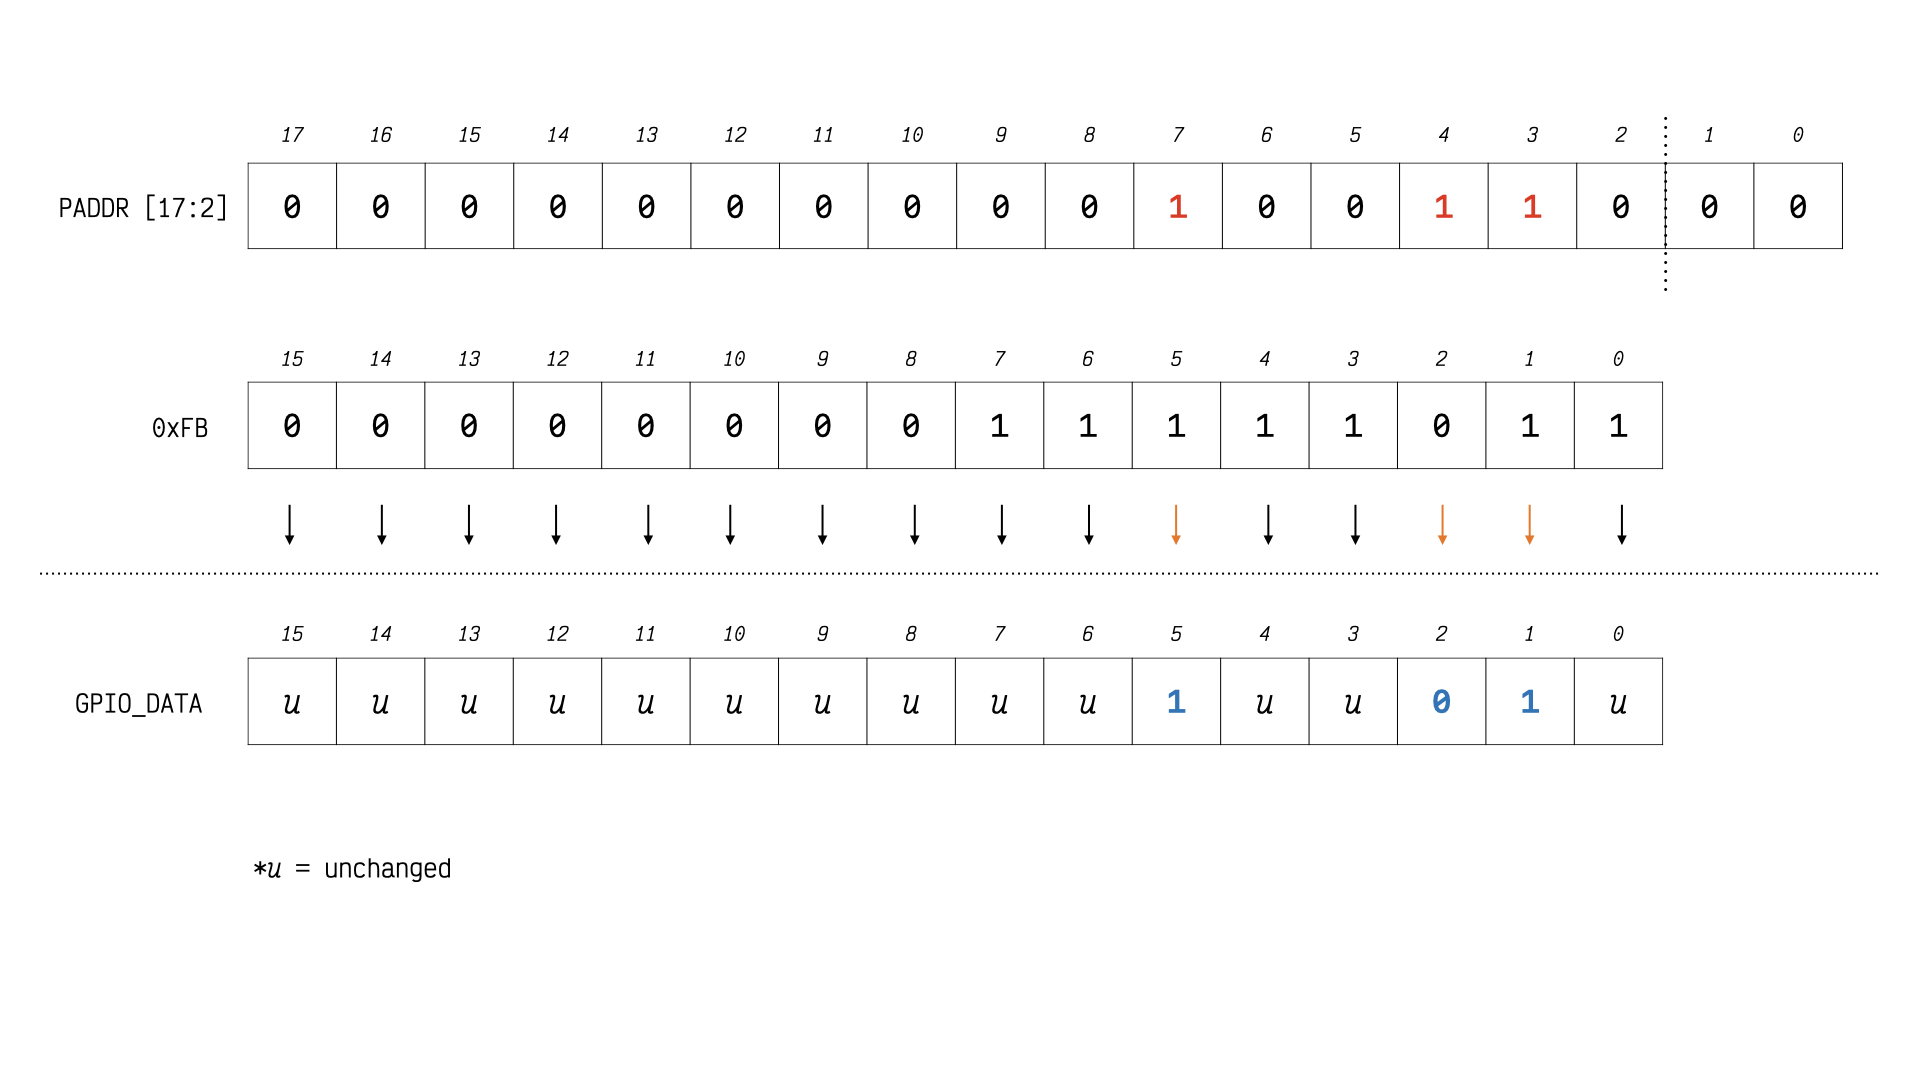 17 16 15 14 13 12 11 10 9 8 7 6 5 4 3 2 1 0
PADDR [17:2] 0 0 0 0 0 0 0 0 0 0 1 0 0 1 1 0 0 0
15 14 13 12 11 10 9 8 7 6 5 4 3 2 1 0
0xFB 0 0 0 0 0 0 0 0 1 1 1 1 1 0 1 1
15 14 13 12 11 10 9 8 7 6 5 4 3 2 1 0
GPIO_DATA u u u u u u u u u u 1 u u 0 1 u
*u = unchanged